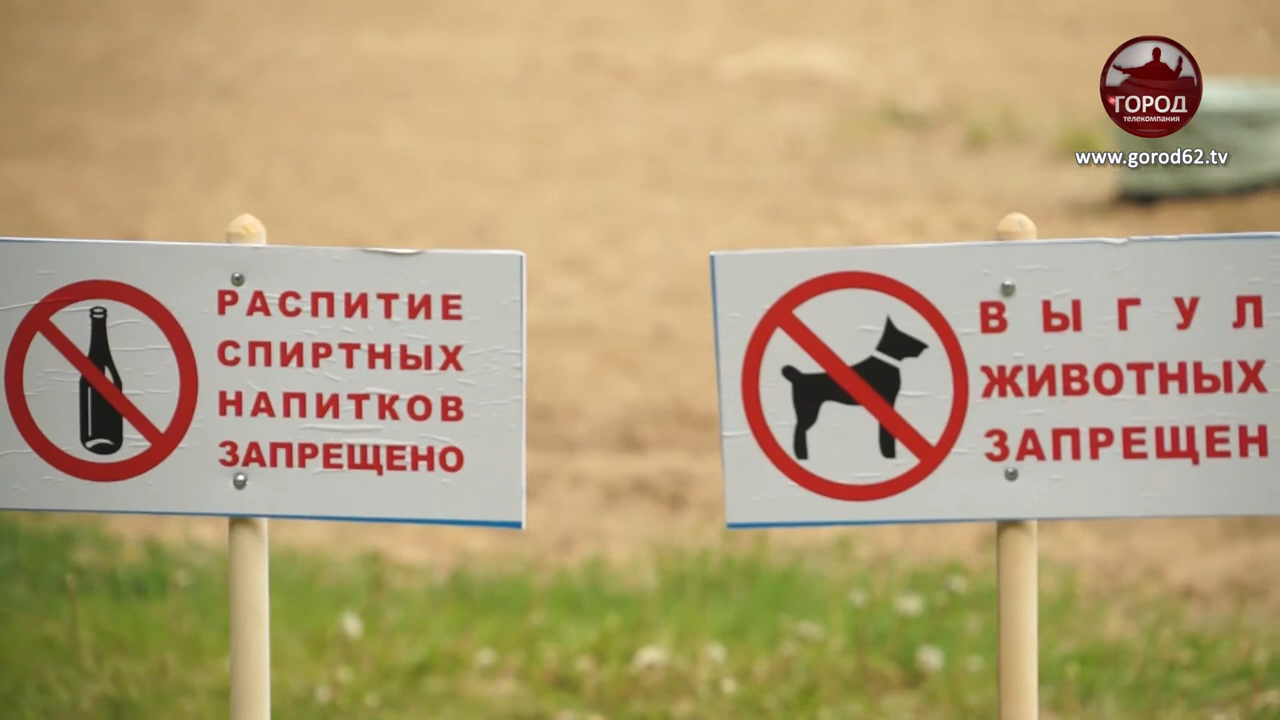 ГОРОД
телекомпания
www.gorod62.tv
РАСПИТИЕ
СПИРТНЫХ
НАПИТКОВ
ЗАПРЕЩЕНО
ВЫГУЛ
ЖИВОТНЫХ
ЗАПРЕЩЕН